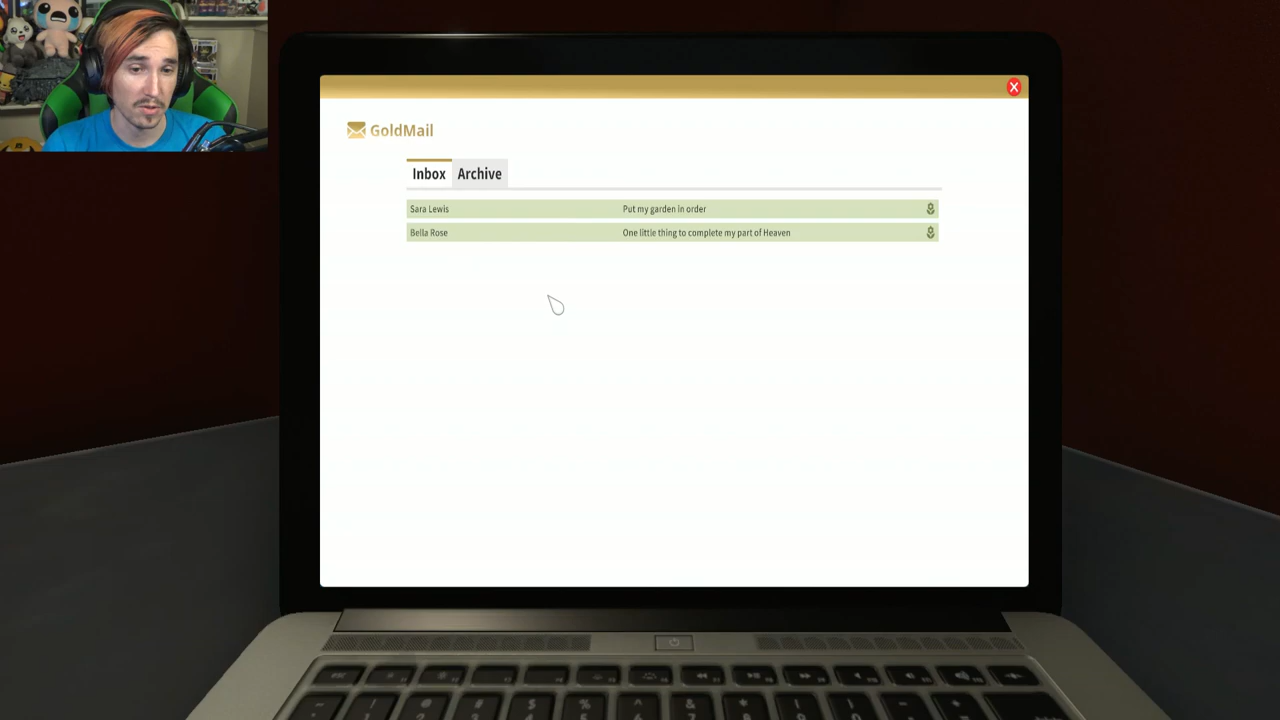 GoldMail
Inbox Archive
Sara Lewis Put my garden in order
Bella Rose One little thing to complete my part of Heaven